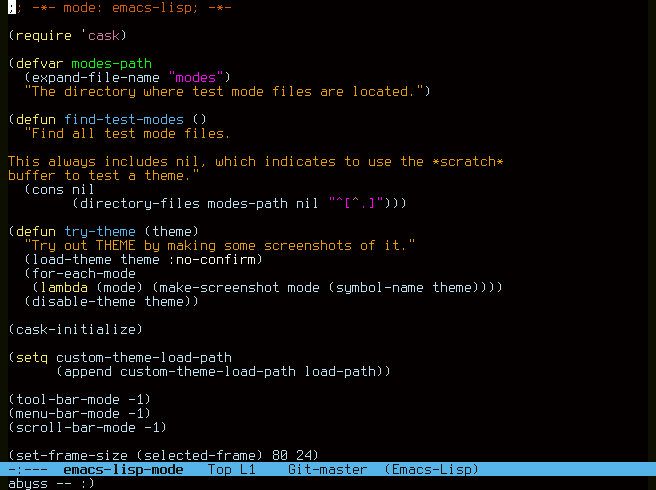 ;; -*- mode: emacs-lisp; -*-

(require 'cask)

(defvar modes-path
  (expand-file-name "modes")
  "The directory where test mode files are located.")

(defun find-test-modes ()
  "Find all test mode files.

This always includes nil, which indicates to use the *scratch*
buffer to test a theme."
  (cons nil
        (directory-files modes-path nil "^[^.]")))

(defun try-theme (theme)
  "Try out THEME by making some screenshots of it."
  (load-theme theme :no-confirm)
  (for-each-mode
   (lambda (mode) (make-screenshot mode (symbol-name theme))))
  (disable-theme theme))

(cask-initialize)

(setq custom-theme-load-path
      (append custom-theme-load-path load-path))

(tool-bar-mode -1)
(menu-bar-mode -1)
(scroll-bar-mode -1)

(set-frame-size (selected-frame) 80 24)
-:---  emacs-lisp-mode   Top L1    Git-master  (Emacs-Lisp)
abyss -- :)